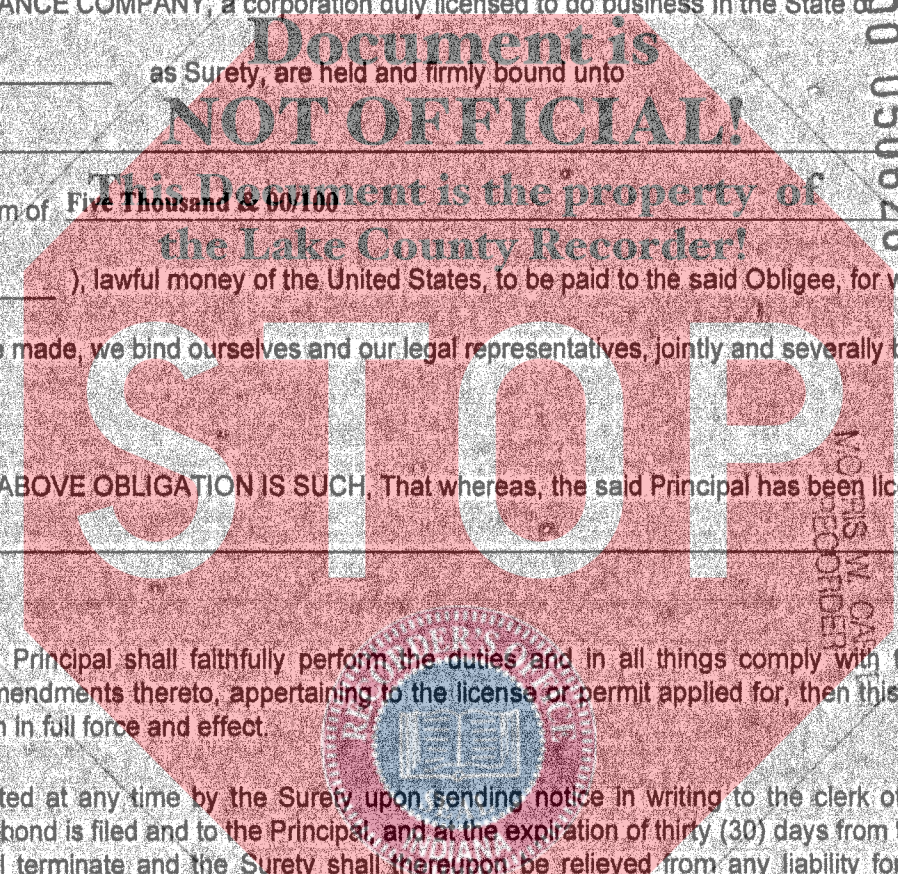 ANCE COMPANY, a corporation duly licensed to do business in the State of
Document is
as Surety, are held and firmly bound unto
NOT OFFICIAL!
This Document is the property of
m of Five Thousand & 00/100
the Lake County Recorder!
), lawful money of the United States, to be paid to the said Obligee, for
made, we bind ourselves and our legal representatives, jointly and severally
STOP
ABOVE OBLIGATION IS SUCH, That whereas, the said Principal has been
RECORDER
Principal shall faithfully perform the duties and in all things comply with
mendments thereto, appertaining to the license or permit applied for, then this
in full force and effect.
RECORDER'S OFFICE
ted at any time by the Surety upon sending notice in writing to the clerk of
bond is filed and to the Principal, and at the expiration of thirty (30) days from
INDIANA
terminate and the Surety shall thereupon be relieved from any liability for